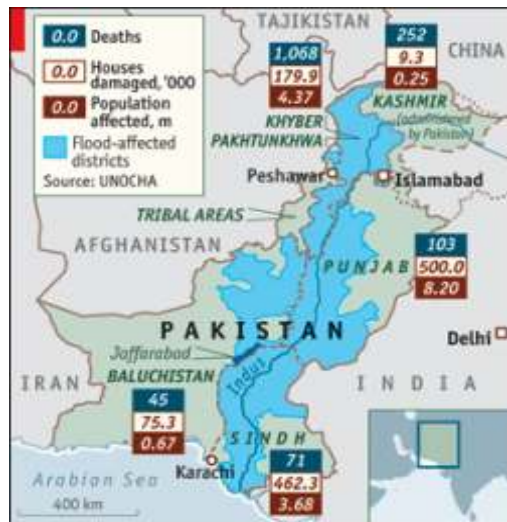 0.0 Deaths
0.0 Houses
damaged, '000
0.0 Population
affected, m
Flood-affected
districts
Source: UNOCHA
TAJIKISTAN
CHINA
1,068
179.9
4.37
252
9.3
0.25
KASHMIR
(administered
by Pakistan)
KHYBER
PAKHTUNKHWA
Peshawar
Islamabad
TRIBAL AREAS
AFGHANISTAN
PUNJAB
103
500.0
8.20
PAKISTAN
Delhi
Jaffarabad
BALUCHISTAN
IRAN
Indus
INDIA
45
75.3
0.67
SINDH
Karachi
71
462.3
3.68
Arabian Sea
400 km